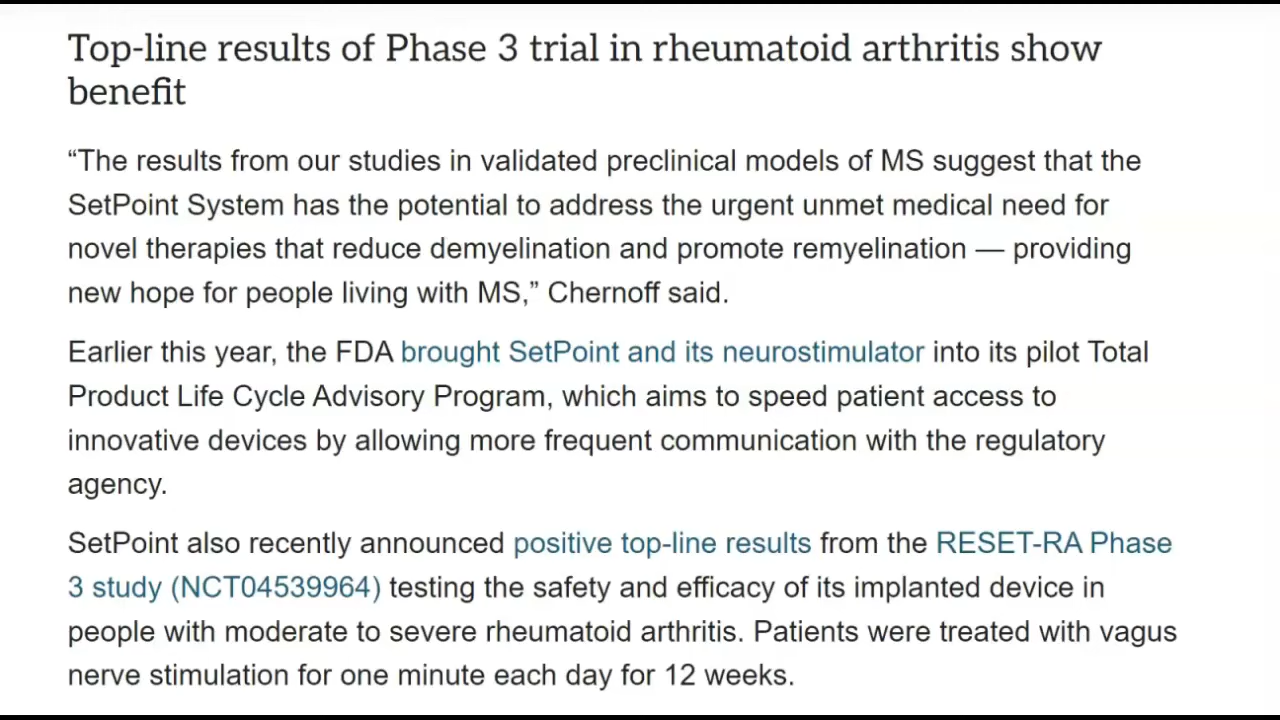 Top-line results of Phase 3 trial in rheumatoid arthritis show
benefit
“The results from our studies in validated preclinical models of MS suggest that the
SetPoint System has the potential to address the urgent unmet medical need for
novel therapies that reduce demyelination and promote remyelination — providing
new hope for people living with MS,” Chernoff said.
Earlier this year, the FDA brought SetPoint and its neurostimulator into its pilot Total
Product Life Cycle Advisory Program, which aims to speed patient access to
innovative devices by allowing more frequent communication with the regulatory
agency.
SetPoint also recently announced positive top-line results from the RESET-RA Phase
3 study (NCT04539964) testing the safety and efficacy of its implanted device in
people with moderate to severe rheumatoid arthritis. Patients were treated with vagus
nerve stimulation for one minute each day for 12 weeks.